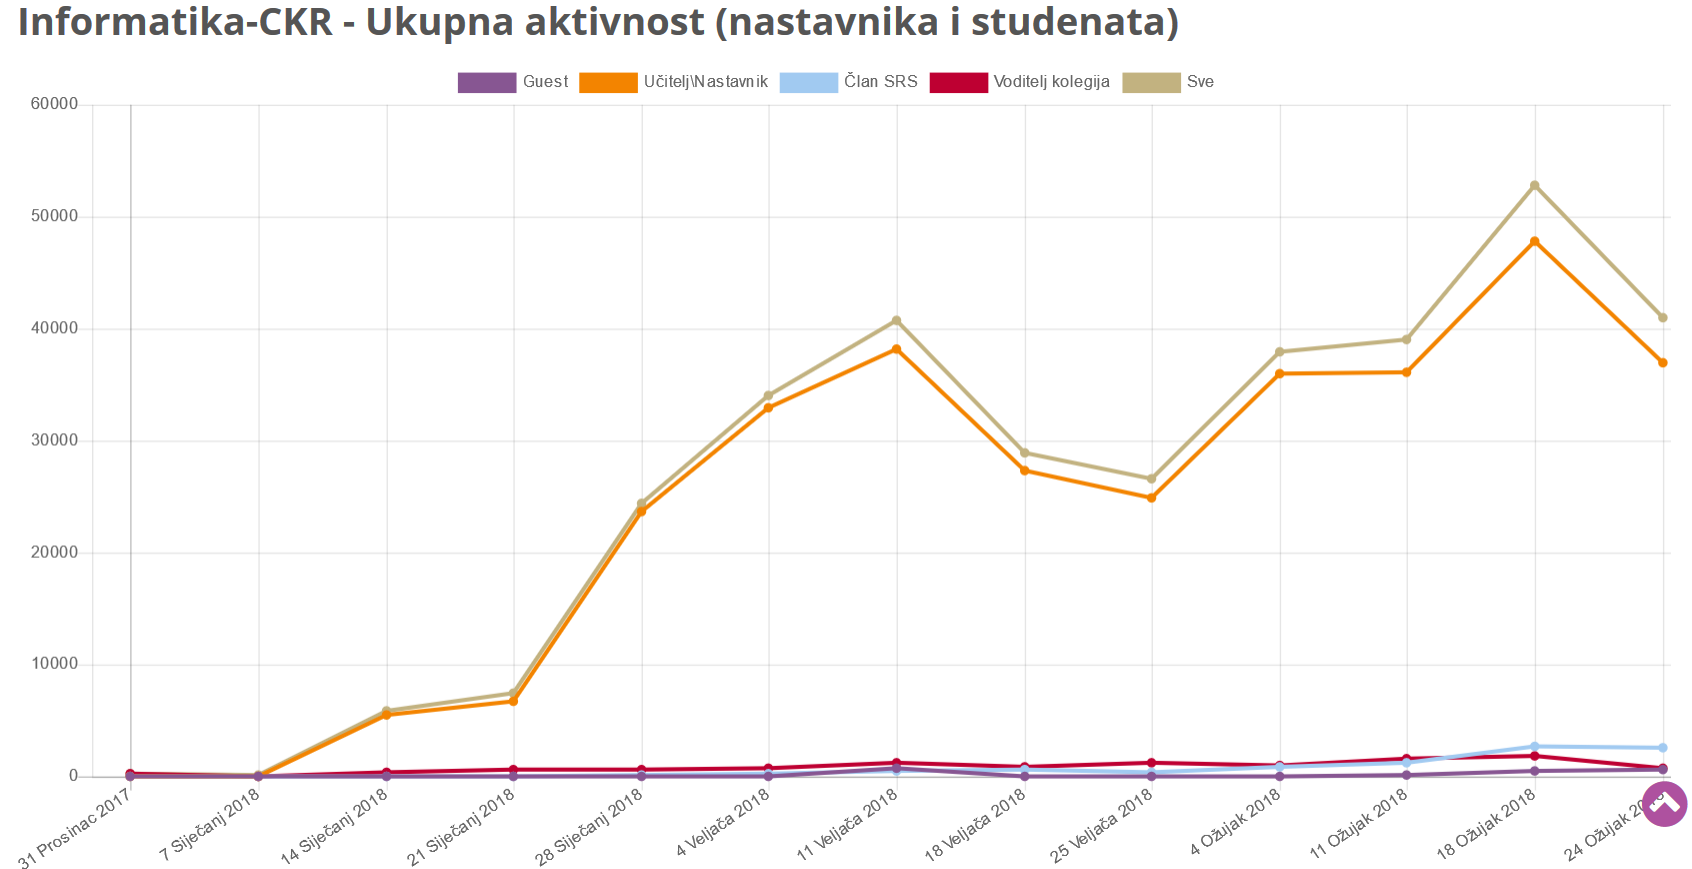 Informatika-CKR - Ukupna aktivnost (nastavnika i studenata)
Guest Učitelj\Nastavnik Član SRS Voditelj kolegija Sve
60000
50000
40000
30000
20000
10000
0
31 Prosinac 2017
7 Siječanj 2018
14 Siječanj 2018
21 Siječanj 2018
28 Siječanj 2018
4 Veljača 2018
11 Veljača 2018
18 Veljača 2018
25 Veljača 2018
4 Ožujak 2018
11 Ožujak 2018
18 Ožujak 2018
24 Ožujak